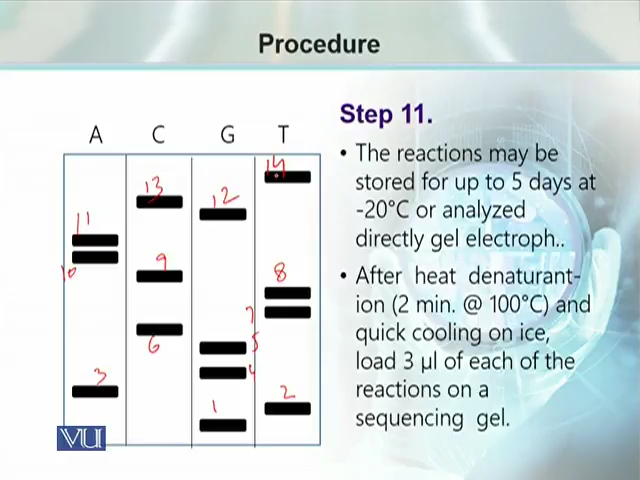 Procedure
A C G T
14
13
12
11
10
9
8
7
6
5
4
3
2
1
VU
Step 11.
• The reactions may be
stored for up to 5 days at
-20°C or analyzed
directly gel electroph..
• After heat denaturant-
ion (2 min. @ 100°C) and
quick cooling on ice,
load 3 µl of each of the
reactions on a
sequencing gel.